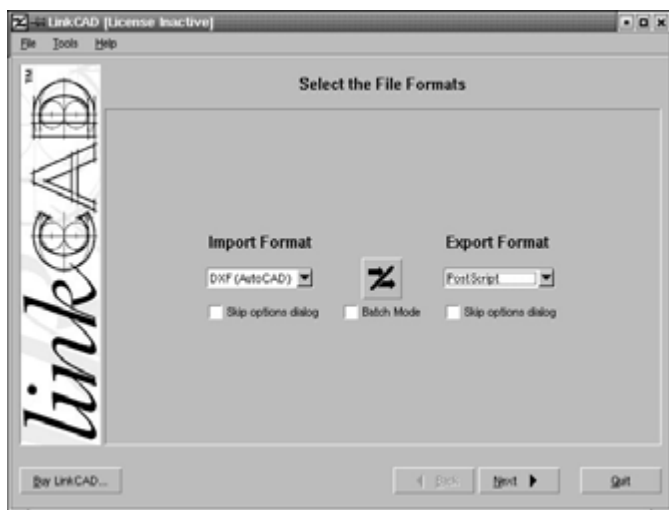 LinkCAD [License Inactive]
File Tools Help
Select the File Formats
linkCAD™
Import Format
Export Format
DXF (AutoCAD)
PostScript
Skip options dialog
Batch Mode
Skip options dialog
Buy LinkCAD...
Back
Next
Quit